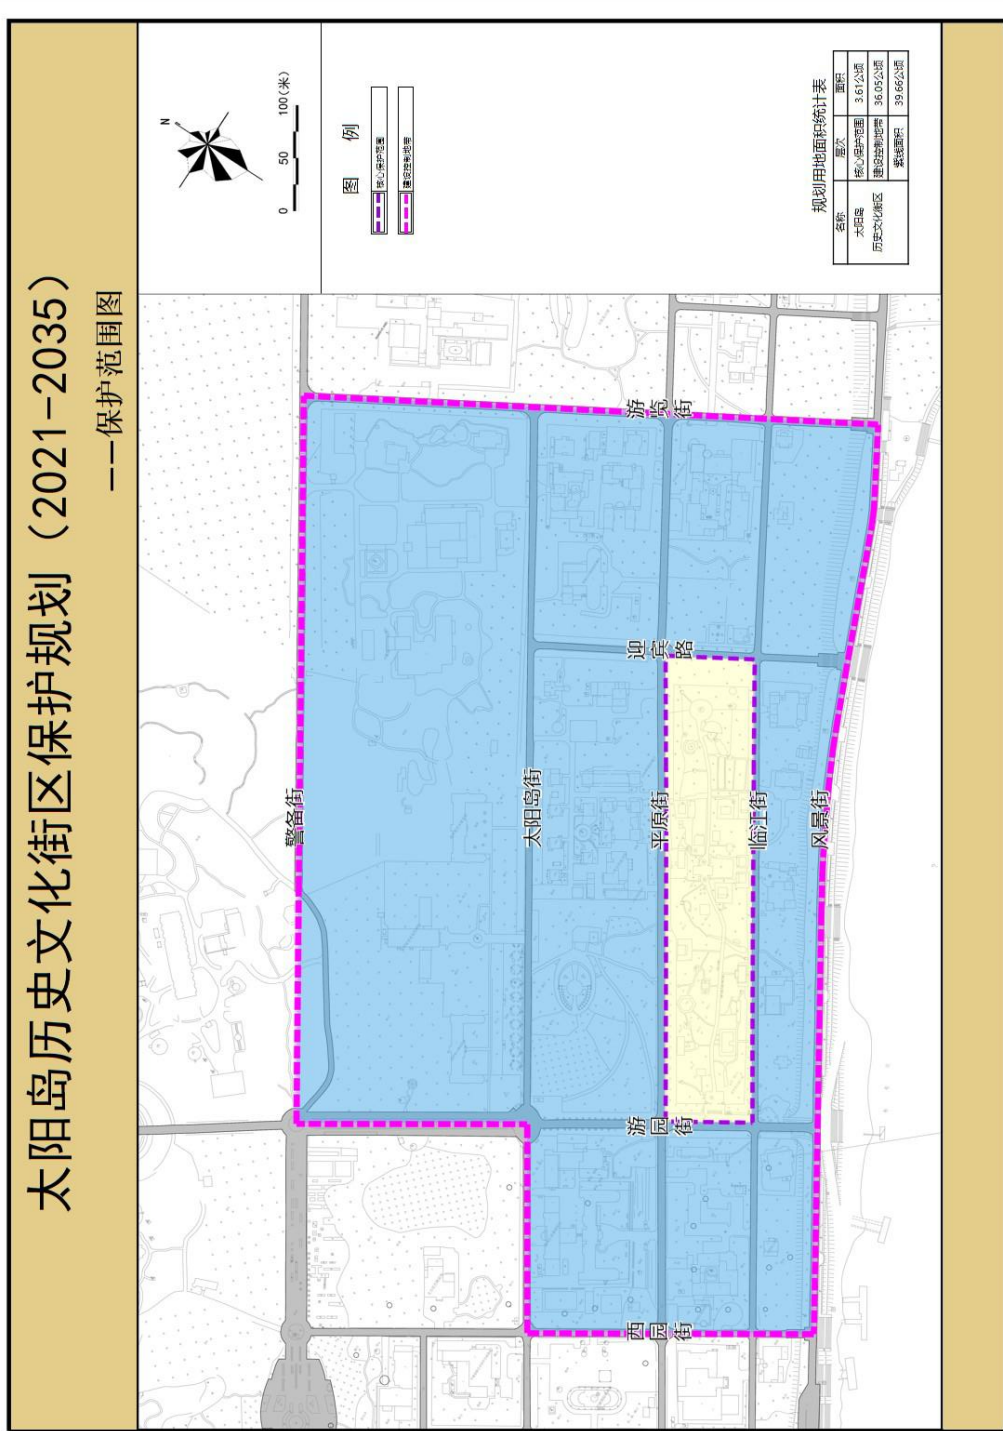 太阳岛历史文化街区保护规划（2021-2035）
——保护范围图
N
0 50 100(米)
图 例
核心保护范围
建设控制地带
规划用地面积统计表
名称 层次 面积
太阳岛 历史文化街区
核心保护范围 3.61公顷
建设控制地带 36.05公顷
紫线面积 39.66公顷
警备街
太阳岛街
平原街
临江街
风景街
西园街
游园街
迎宾路
游览街